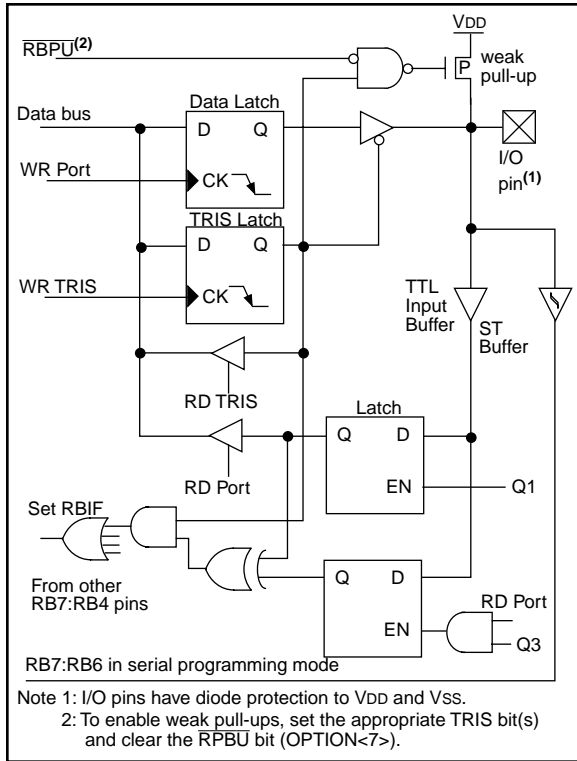 VDD
RBPU(2)
weak
pull-up
P
Data bus
Data Latch
D Q
I/O
pin(1)
WR Port
CK
TRIS Latch
D Q
WR TRIS
CK
TTL
Input
Buffer
ST
Buffer
RD TRIS
Latch
Q D
RD Port
EN
Q1
Set RBIF
From other
RB7:RB4 pins
Q D
RD Port
EN
Q3
RB7:RB6 in serial programming mode
Note 1: I/O pins have diode protection to VDD and VSS.
2: To enable weak pull-ups, set the appropriate TRIS bit(s)
and clear the RPBU bit (OPTION<7>).